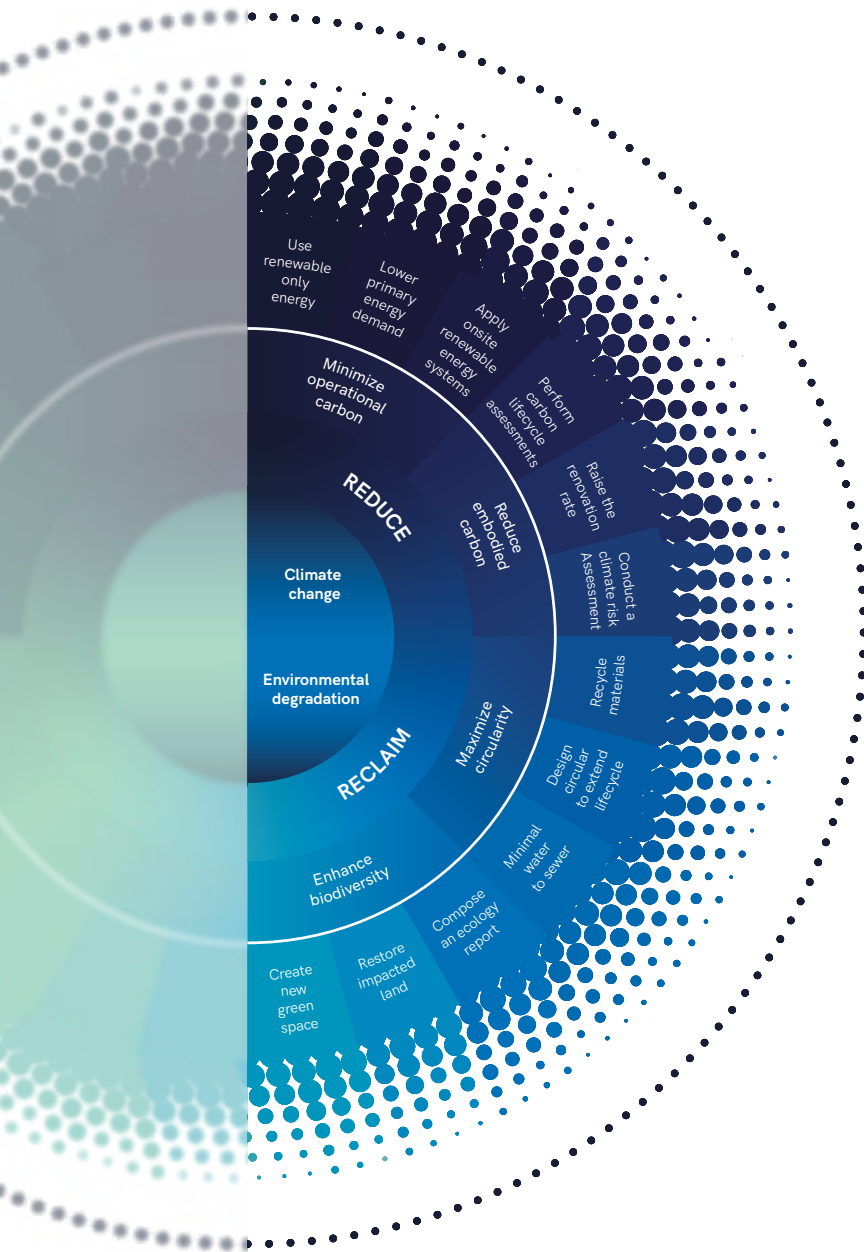 Use
renewable
only
energy
Lower
primary
energy
demand
Apply
onsite
renewable
energy
systems
Perform
carbon
lifecycle
assessments
Raise the
renovation
rate
Conduct a
climate risk
Assessment
Minimize
operational
carbon
REDUCE
Reduce
embodied
carbon
Climate
change
Environmental
degradation
RECLAIM
Maximize
circularity
Enhance
biodiversity
Recycle
materials
Design
circular
to extend
lifecycle
Minimal
water
to sewer
Compose
an ecology
report
Restore
impacted
land
Create
new
green
space